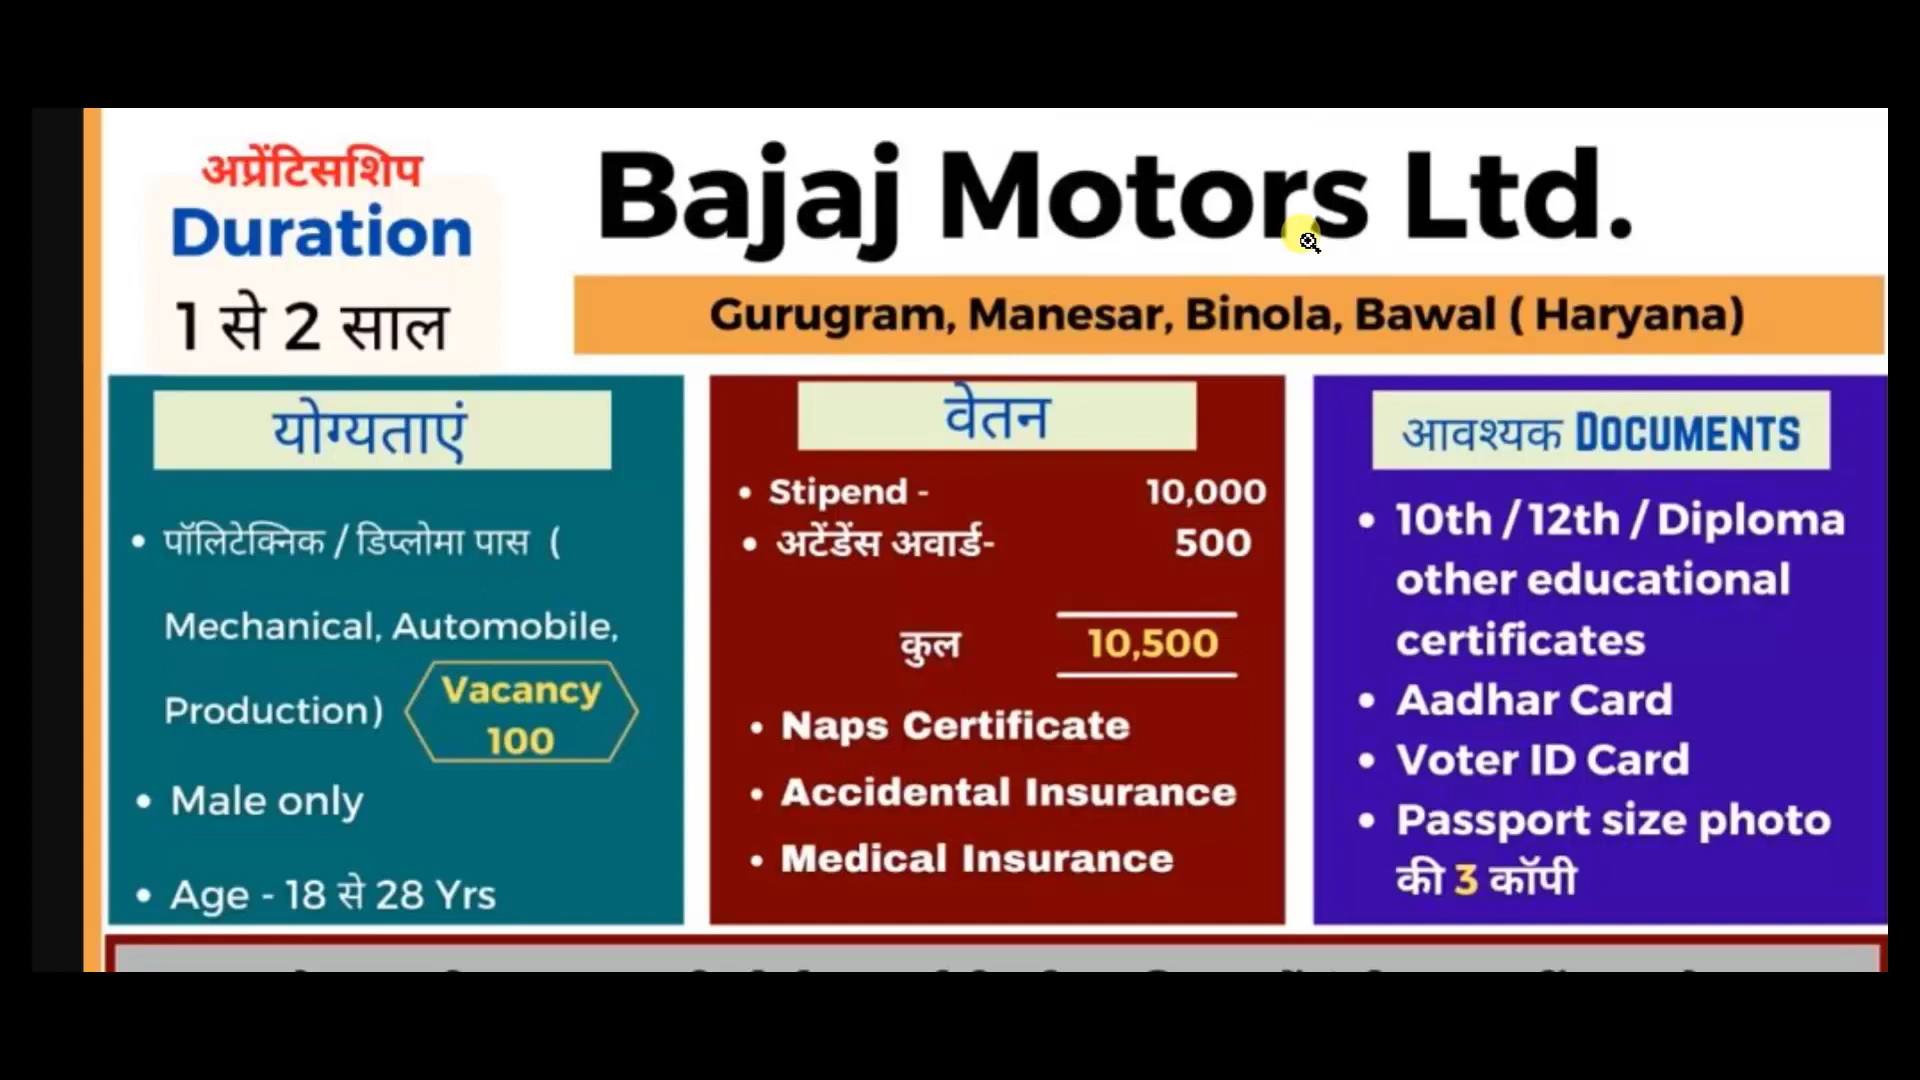 अप्रेंटिसशिप
Duration
1 से 2 साल
Bajaj Motors Ltd.
Gurugram, Manesar, Binola, Bawal ( Haryana)
योग्यताएं
• पॉलिटेक्निक / डिप्लोमा पास (
Mechanical, Automobile,
Production)
Vacancy
100
• Male only
• Age - 18 से 28 Yrs
वेतन
• Stipend - 10,000
• अटेंडेंस अवार्ड- 500
कुल 10,500
• Naps Certificate
• Accidental Insurance
• Medical Insurance
आवश्यक DOCUMENTS
• 10th / 12th / Diploma
other educational
certificates
• Aadhar Card
• Voter ID Card
• Passport size photo
की 3 कॉपी